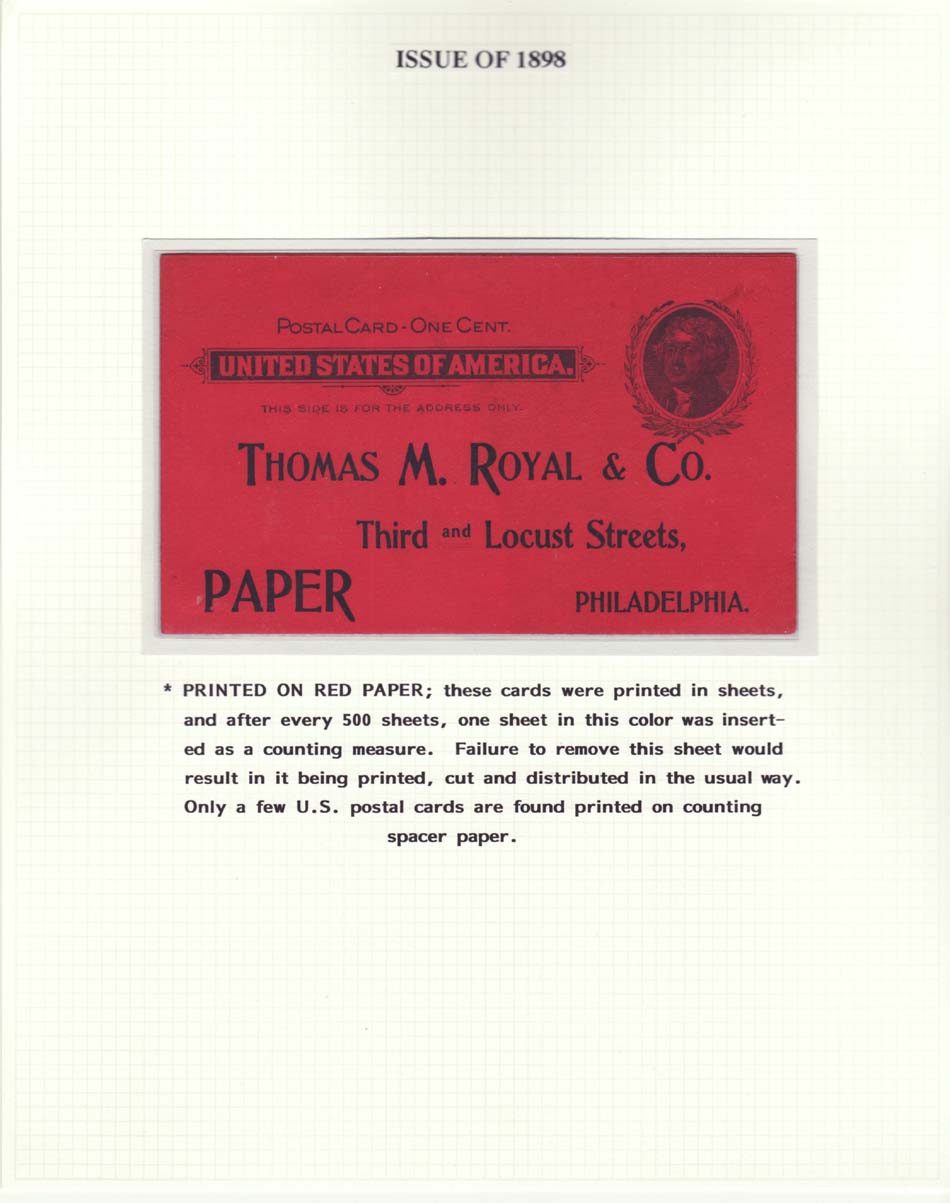 ISSUE OF 1898
POSTAL CARD - ONE CENT.
UNITED STATES OF AMERICA.
THIS SIDE IS FOR THE ADDRESS ONLY.
THOMAS M. ROYAL & CO.
Third and Locust Streets,
PAPER PHILADELPHIA.
* PRINTED ON RED PAPER; these cards were printed in sheets,
and after every 500 sheets, one sheet in this color was insert-
ed as a counting measure. Failure to remove this sheet would
result in it being printed, cut and distributed in the usual way.
Only a few U.S. postal cards are found printed on counting
spacer paper.